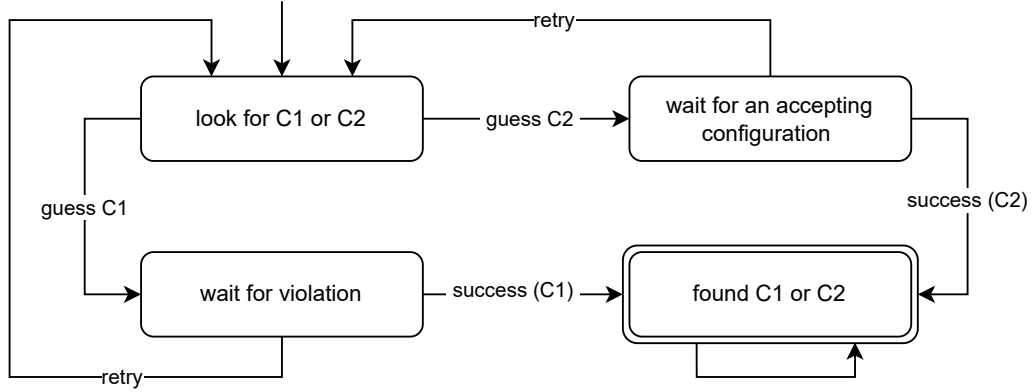 retry
look for C1 or C2
guess C2
wait for an accepting
configuration
guess C1
success (C2)
wait for violation
success (C1)
found C1 or C2
retry